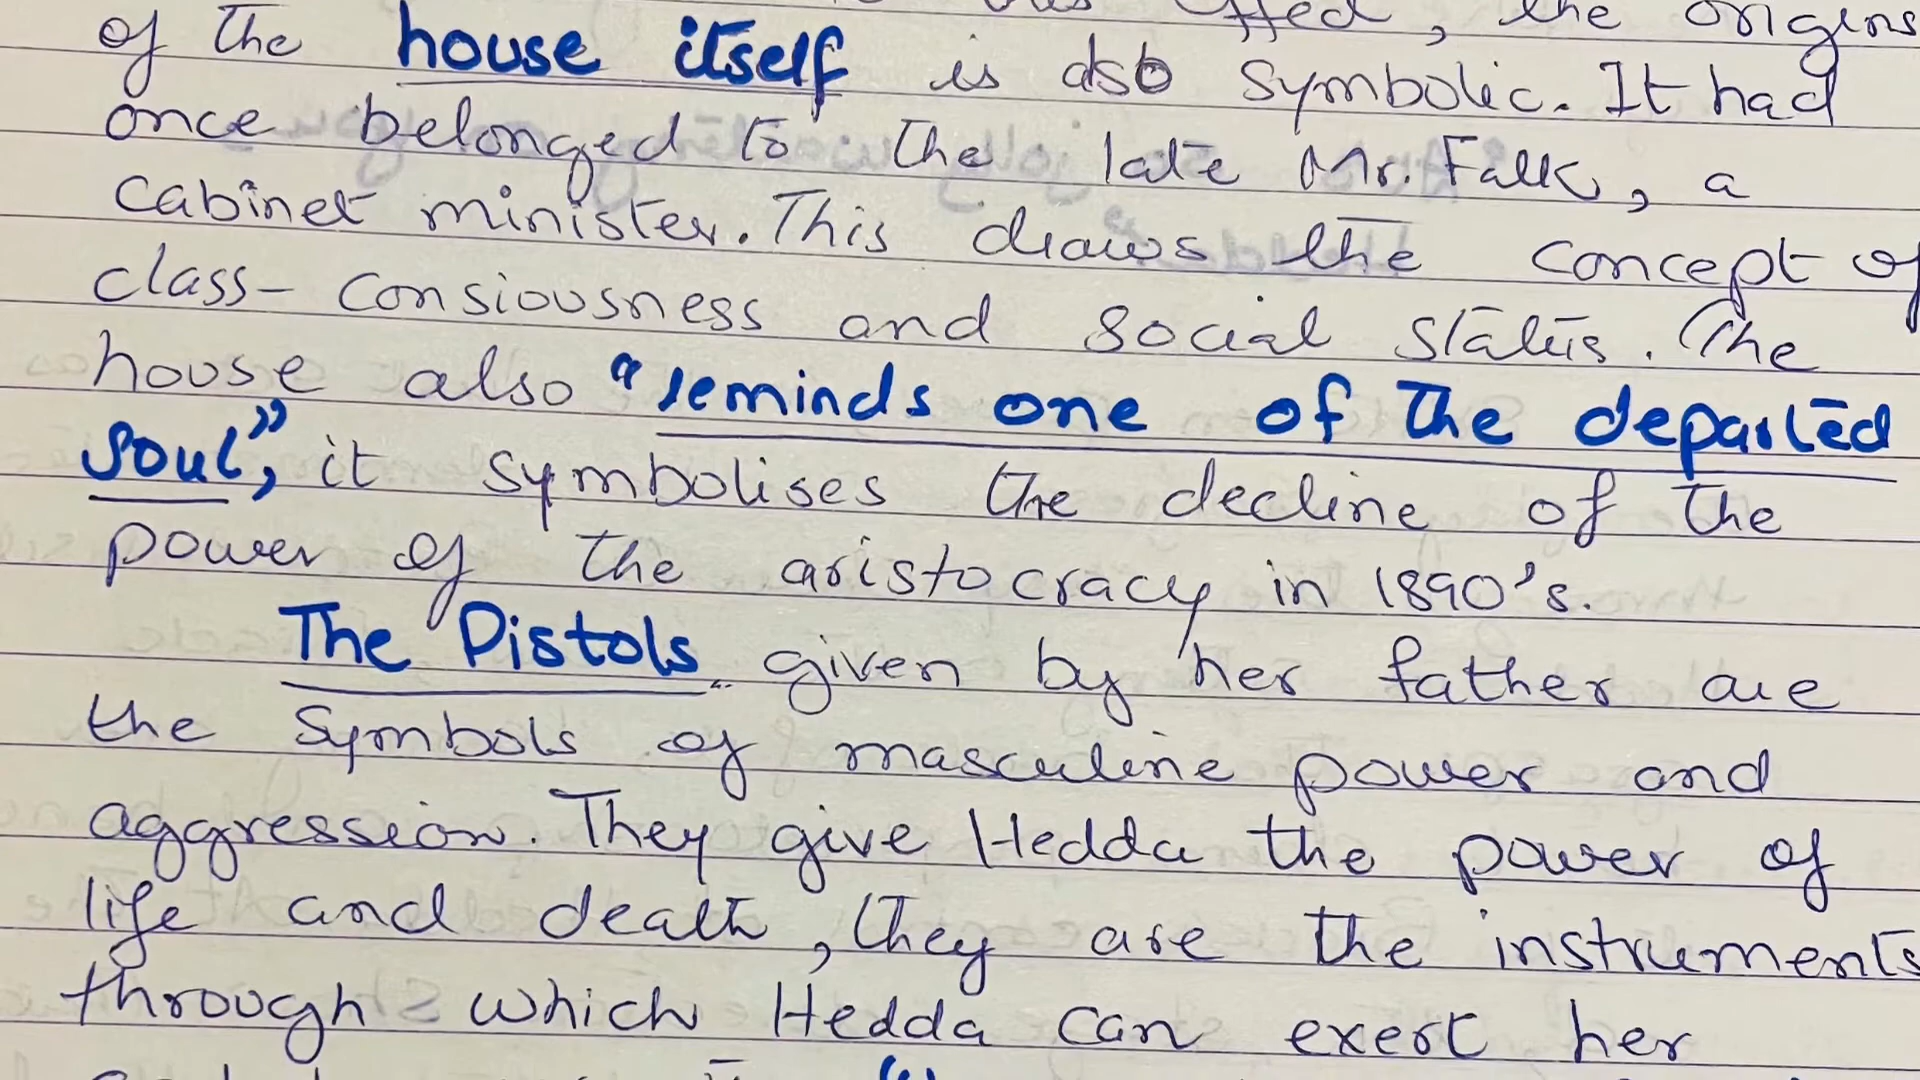 the origins
of the house itself is also symbolic. It had
once belonged to the late Mr. Falk, a
cabinet minister. This draws the concept of
class-consiousness and social status. The
house also "reminds one of the departed
soul", it symbolises the decline of the
power of the aristocracy in 1890's.
The Pistols given by her father are
the symbols of masculine power and
aggression. They give Hedda the power of
life and death, they are the instruments
through which Hedda can exert her